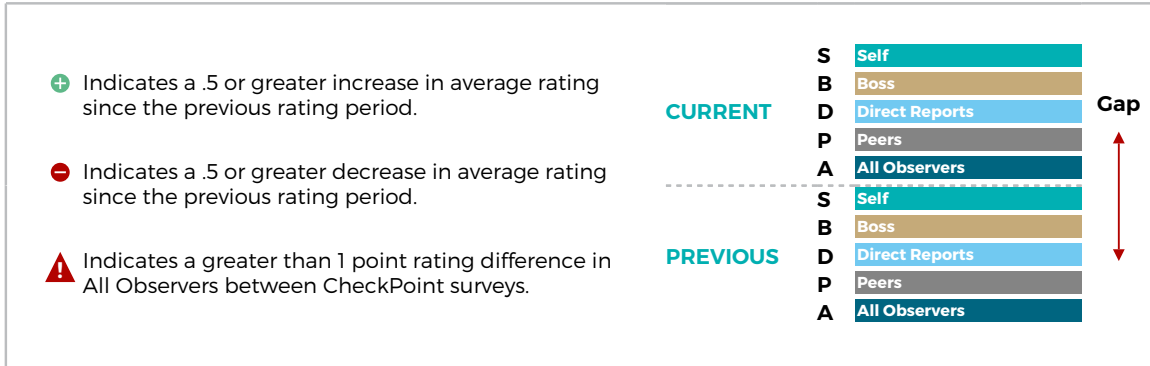 Indicates a .5 or greater increase in average rating
since the previous rating period.
Indicates a .5 or greater decrease in average rating
since the previous rating period.
Indicates a greater than 1 point rating difference in
All Observers between CheckPoint surveys.
CURRENT
S Self
B Boss
D Direct Reports
P Peers
A All Observers
PREVIOUS
S Self
B Boss
D Direct Reports
P Peers
A All Observers
Gap